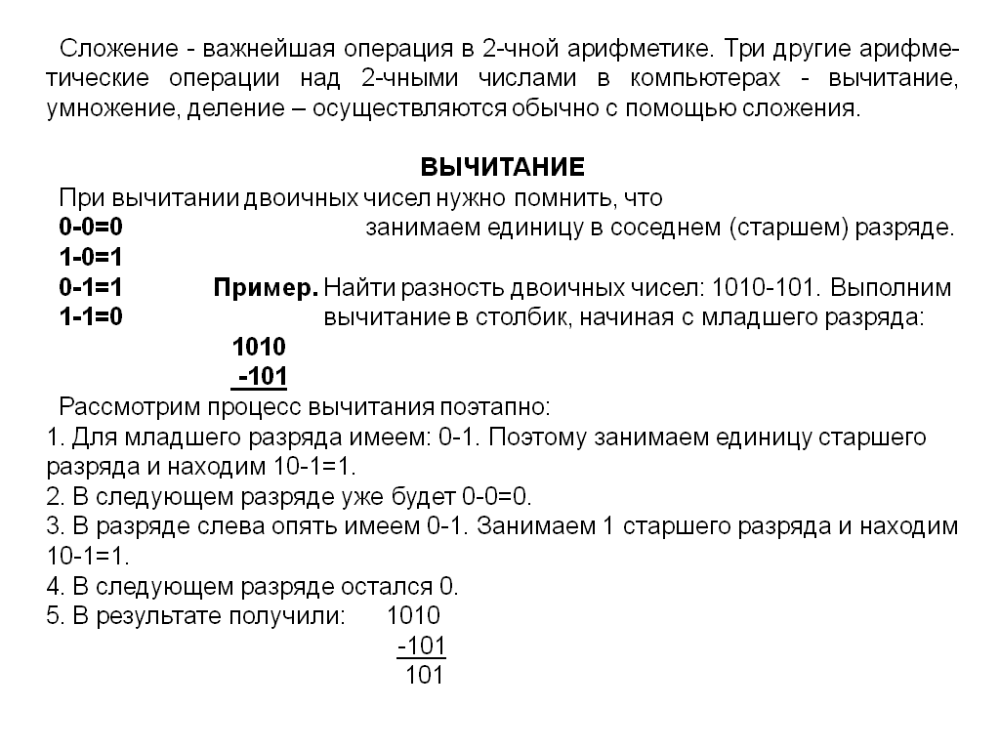 Сложение - важнейшая операция в 2-чной арифметике. Три другие арифме-
тические операции над 2-чными числами в компьютерах - вычитание,
умножение, деление – осуществляются обычно с помощью сложения.
ВЫЧИТАНИЕ
При вычитании двоичных чисел нужно помнить, что
0-0=0 занимаем единицу в соседнем (старшем) разряде.
1-0=1
0-1=1 Пример. Найти разность двоичных чисел: 1010-101. Выполним
1-1=0 вычитание в столбик, начиная с младшего разряда:
1010
-101
Рассмотрим процесс вычитания поэтапно:
1. Для младшего разряда имеем: 0-1. Поэтому занимаем единицу старшего
разряда и находим 10-1=1.
2. В следующем разряде уже будет 0-0=0.
3. В разряде слева опять имеем 0-1. Занимаем 1 старшего разряда и находим
10-1=1.
4. В следующем разряде остался 0.
5. В результате получили: 1010
-101
101